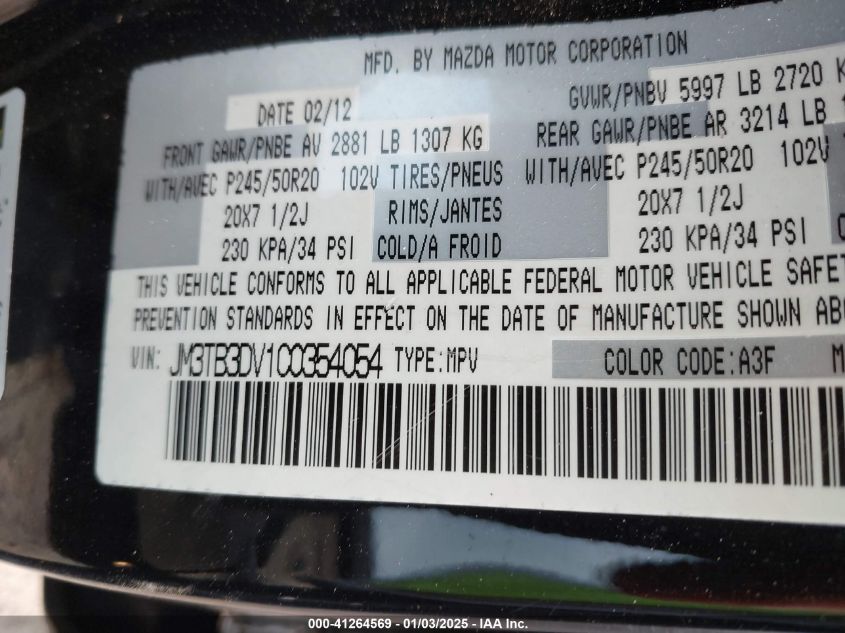 MFD. BY MAZDA MOTOR CORPORATION
DATE 02/12
GVWR/PNBV 5997 LB 2720
FRONT GAWR/PNBE AV 2881 LB 1307 KG
REAR GAWR/PNBE AR 3214 LB
WITH/AVEC P245/50R20 102V TIRES/PNEUS WITH/AVEC P245/50R20 102V
20X7 1/2J RIMS/JANTES 20X7 1/2J
230 KPA/34 PSI COLD/A FROID 230 KPA/34 PSI
THIS VEHICLE CONFORMS TO ALL APPLICABLE FEDERAL MOTOR VEHICLE SAFET
PREVENTION STANDARDS IN EFFECT ON THE DATE OF MANUFACTURE SHOWN ABO
VIN: JM3TB3DV1C0354054 TYPE:MPV COLOR CODE:A3F
000-41264569 — 01/03/2025 — IAA Inc.